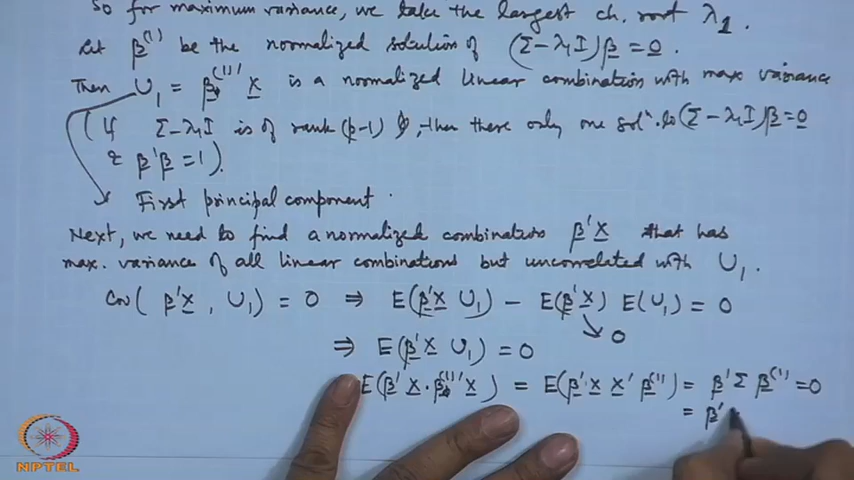 So for maximum variance, we take the largest ch. root λ₁.
Let β⁽¹⁾ be the normalized solution of (Σ−λ₁I)β = 0.
Then U₁ = β⁽¹⁾′X is a normalized linear combination with max variance
(If Σ−λ₁I is of rank (p−1), then there only one solⁿ. to (Σ−λ₁I)β = 0
& β′β = 1).
First principal component.
Next, we need to find a normalized combination β′X that has
max. variance of all linear combinations but uncorrelated with U₁.
Cov(β′X, U₁) = 0 ⇒ E(β′X U₁) − E(β′X) E(U₁) = 0
↘ 0
⇒ E(β′X U₁) = 0
E(β′X · β⁽¹⁾′X) = E(β′X X′β⁽¹⁾) = β′Σβ⁽¹⁾ = 0
= β′
NPTEL